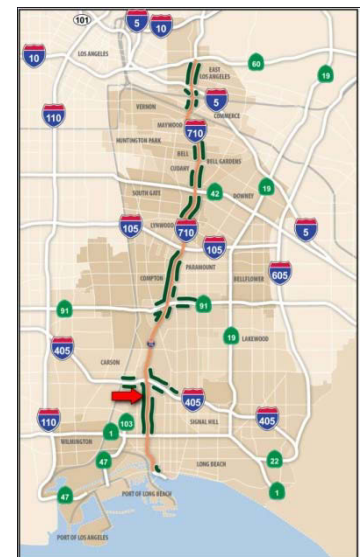 101
5
10
10
LOS ANGELES
5
10
EAST
LOS ANGELES
60
19
110
VERNON
5
COMMERCE
MAYWOOD
710
HUNTINGTON PARK
BELL
BELL GARDENS
CUDAHY
19
SOUTH GATE
42
DOWNEY
LYNWOOD
105
710
105
5
PARAMOUNT
COMPTON
BELLFLOWER
605
91
91
19
LAKEWOOD
405
CARSON
405
405
110
103
1
SIGNAL HILL
WILMINGTON
47
22
LONG BEACH
1
47
PORT OF LONG BEACH
PORT OF LOS ANGELES